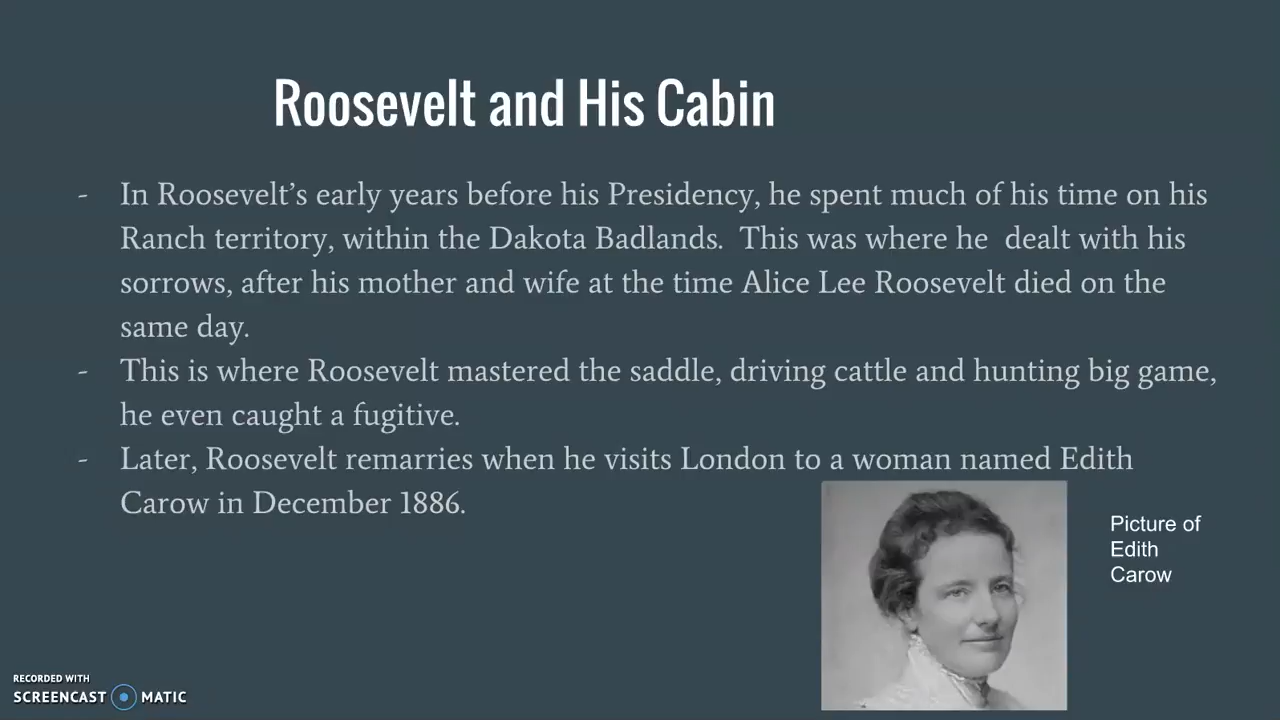 Roosevelt and His Cabin
- In Roosevelt’s early years before his Presidency, he spent much of his time on his
Ranch territory, within the Dakota Badlands.  This was where he  dealt with his
sorrows, after his mother and wife at the time Alice Lee Roosevelt died on the
same day.
- This is where Roosevelt mastered the saddle, driving cattle and hunting big game,
he even caught a fugitive.
- Later, Roosevelt remarries when he visits London to a woman named Edith
Carow in December 1886.
Picture of
Edith
Carow
RECORDED WITH
SCREENCAST MATIC